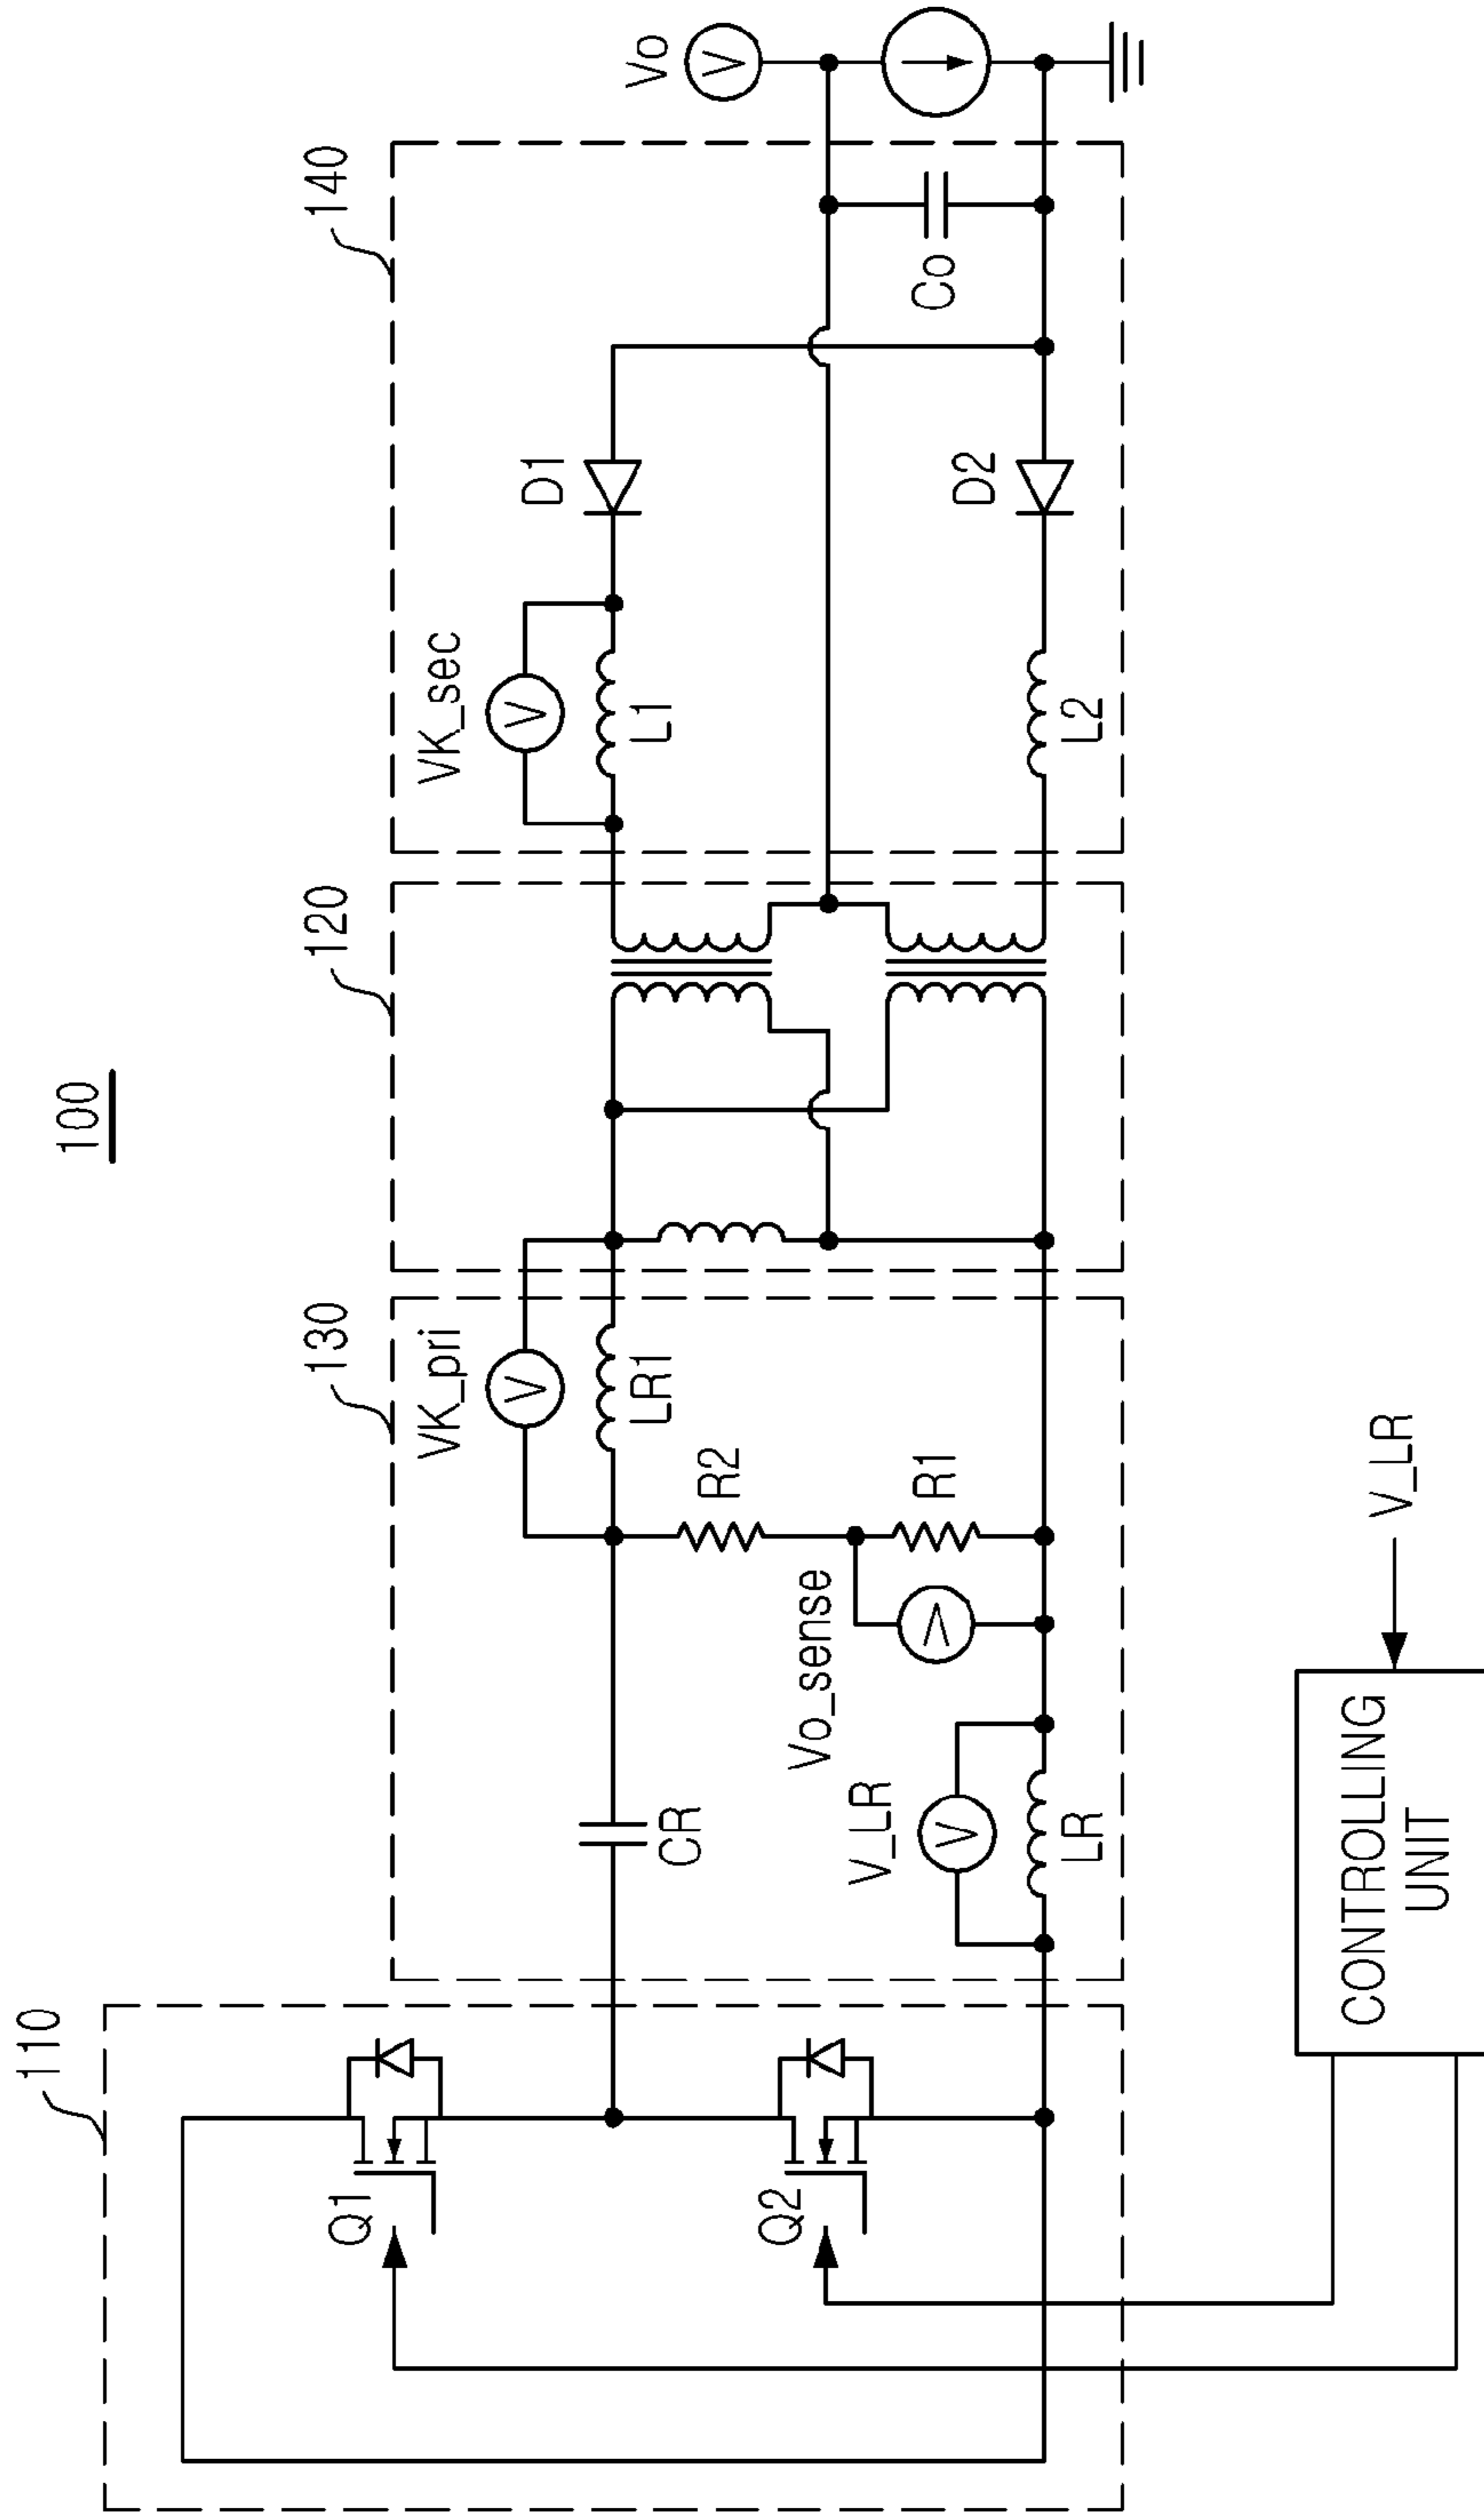 100
110
130
120
140
Q1
Q2
CR
V_LR
LR
V
Vo_sense
V
R2
R1
VK_pri
V
LR1
VK_sec
V
L1
L2
D1
D2
Co
Vo
V
CONTROLLING
UNIT
V_LR